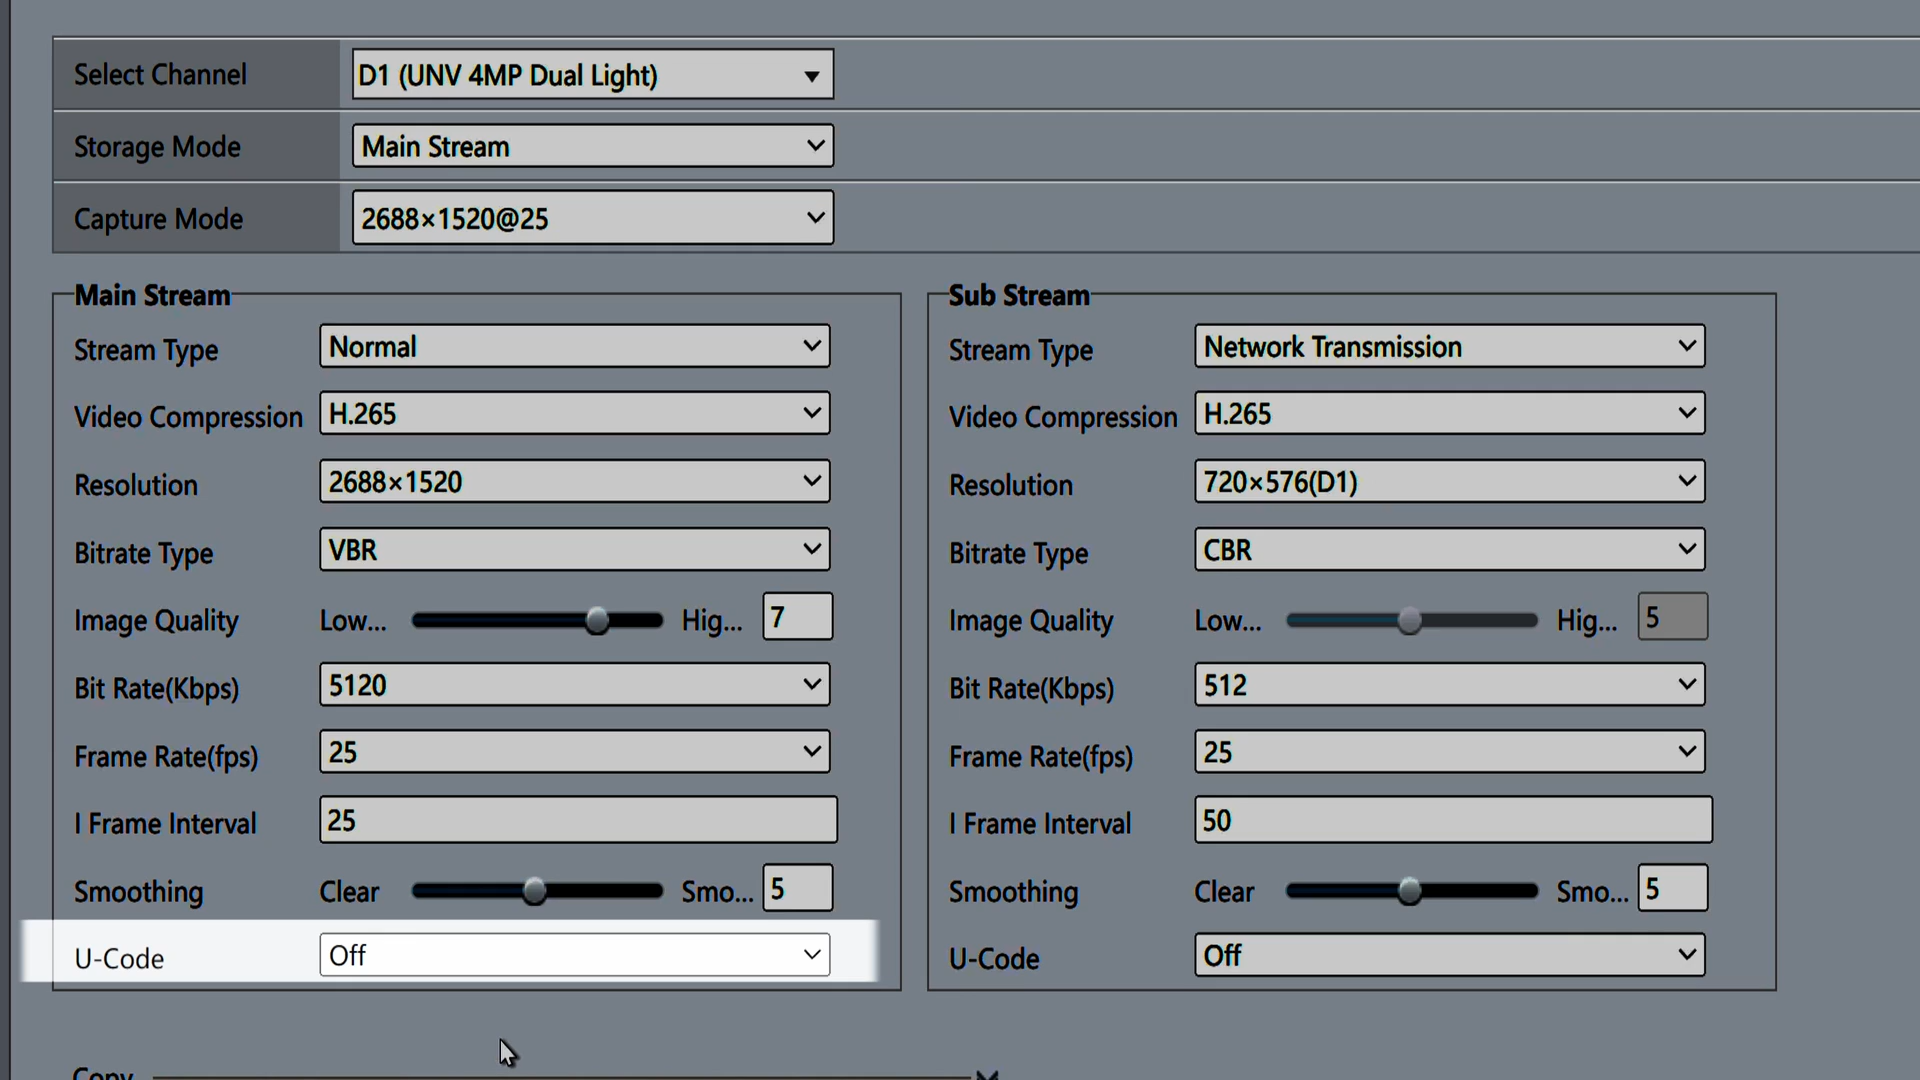 Select Channel D1 (UNV 4MP Dual Light)
Storage Mode Main Stream
Capture Mode 2688×1520@25
Main Stream
Stream Type Normal
Video Compression H.265
Resolution 2688×1520
Bitrate Type VBR
Image Quality Low... Hig... 7
Bit Rate(Kbps) 5120
Frame Rate(fps) 25
I Frame Interval 25
Smoothing Clear Smo... 5
U-Code Off
Sub Stream
Stream Type Network Transmission
Video Compression H.265
Resolution 720×576(D1)
Bitrate Type CBR
Image Quality Low... Hig... 5
Bit Rate(Kbps) 512
Frame Rate(fps) 25
I Frame Interval 50
Smoothing Clear Smo... 5
U-Code Off
Copy